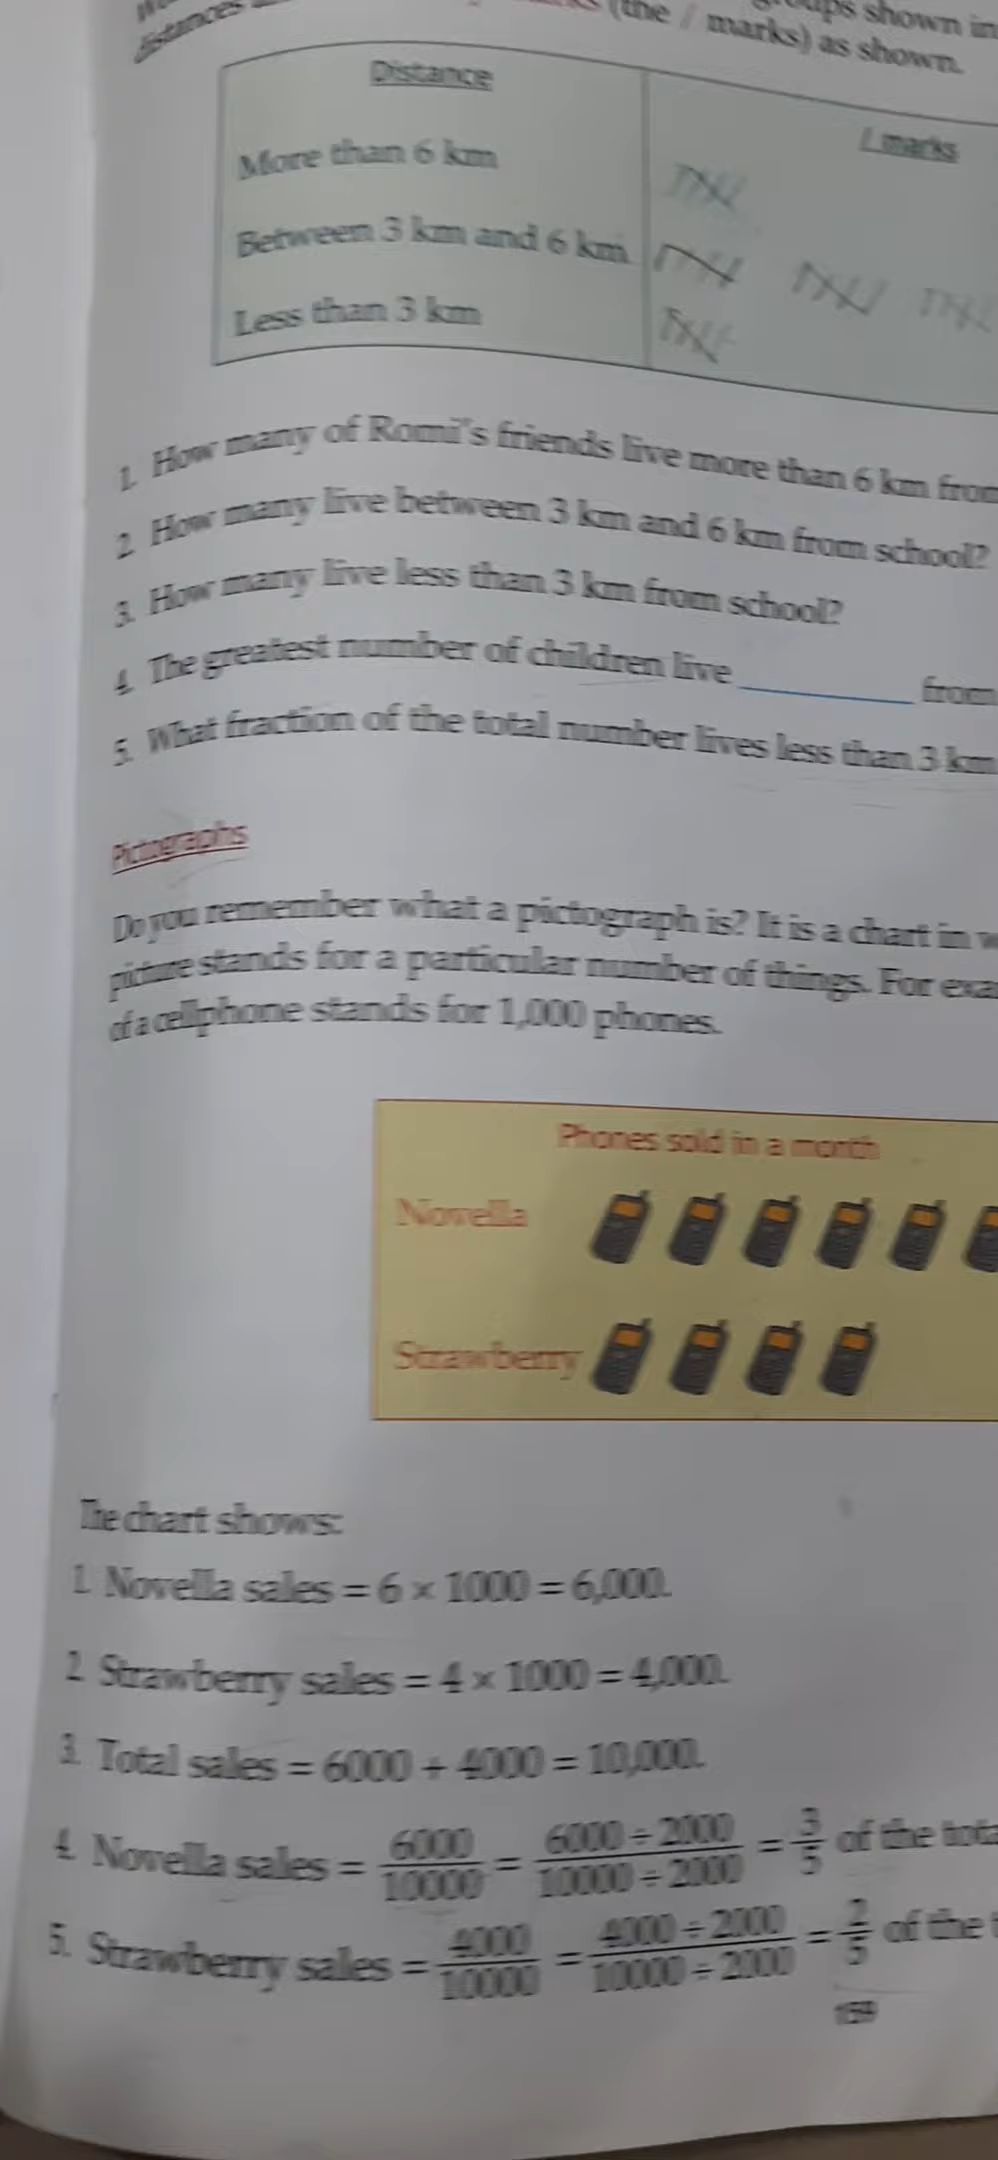 distances
(the / marks) as shown.
groups shown in
Distance
/ marks
More than 6 km
Between 3 km and 6 km
Less than 3 km
1. How many of Romi's friends live more than 6 km from
2. How many live between 3 km and 6 km from school?
3. How many live less than 3 km from school?
4. The greatest number of children live ________ from
5. What fraction of the total number lives less than 3 km
Pictographs
Do you remember what a pictograph is? It is a chart in
picture stands for a particular number of things. For
of a cellphone stands for 1,000 phones.
Phones sold in a month
Novella
Strawberry
The chart shows:
1. Novella sales = 6 × 1000 = 6,000.
2. Strawberry sales = 4 × 1000 = 4,000.
3. Total sales = 6000 + 4000 = 10,000.
4. Novella sales = 6000/10000 = 6000 ÷ 2000/10000 ÷ 2000 = 3/5 of the
5. Strawberry sales = 4000/10000 = 4000 ÷ 2000/10000 ÷ 2000 = 2/5 of the
159